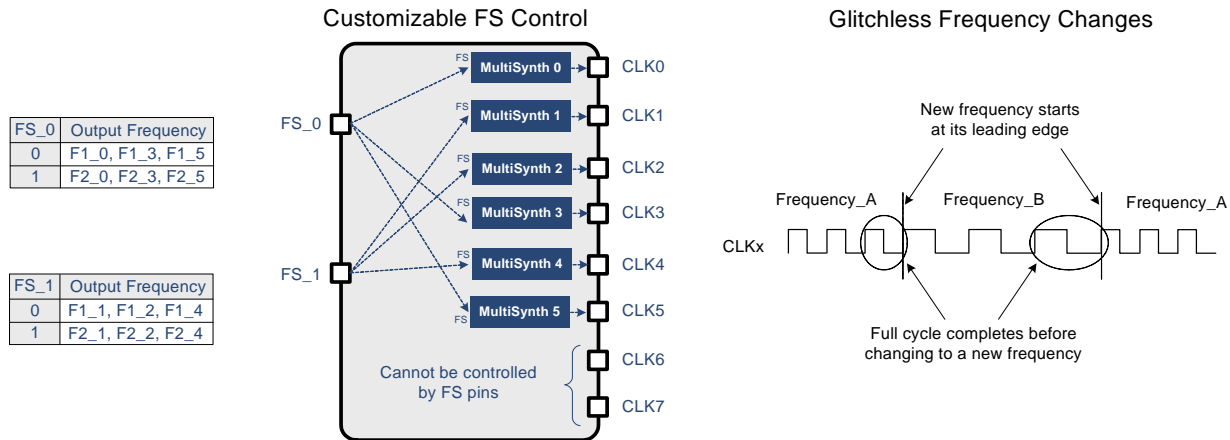 Customizable FS Control
Glitchless Frequency Changes
FS_0 Output Frequency
0 F1_0, F1_3, F1_5
1 F2_0, F2_3, F2_5
FS_1 Output Frequency
0 F1_1, F1_2, F1_4
1 F2_1, F2_2, F2_4
FS_0
FS_1
FS MultiSynth 0 CLK0
FS MultiSynth 1 CLK1
FS MultiSynth 2 CLK2
FS MultiSynth 3 CLK3
FS MultiSynth 4 CLK4
FS MultiSynth 5 CLK5
Cannot be controlled
by FS pins
CLK6
CLK7
New frequency starts
at its leading edge
Frequency_A Frequency_B Frequency_A
CLKx
Full cycle completes before
changing to a new frequency